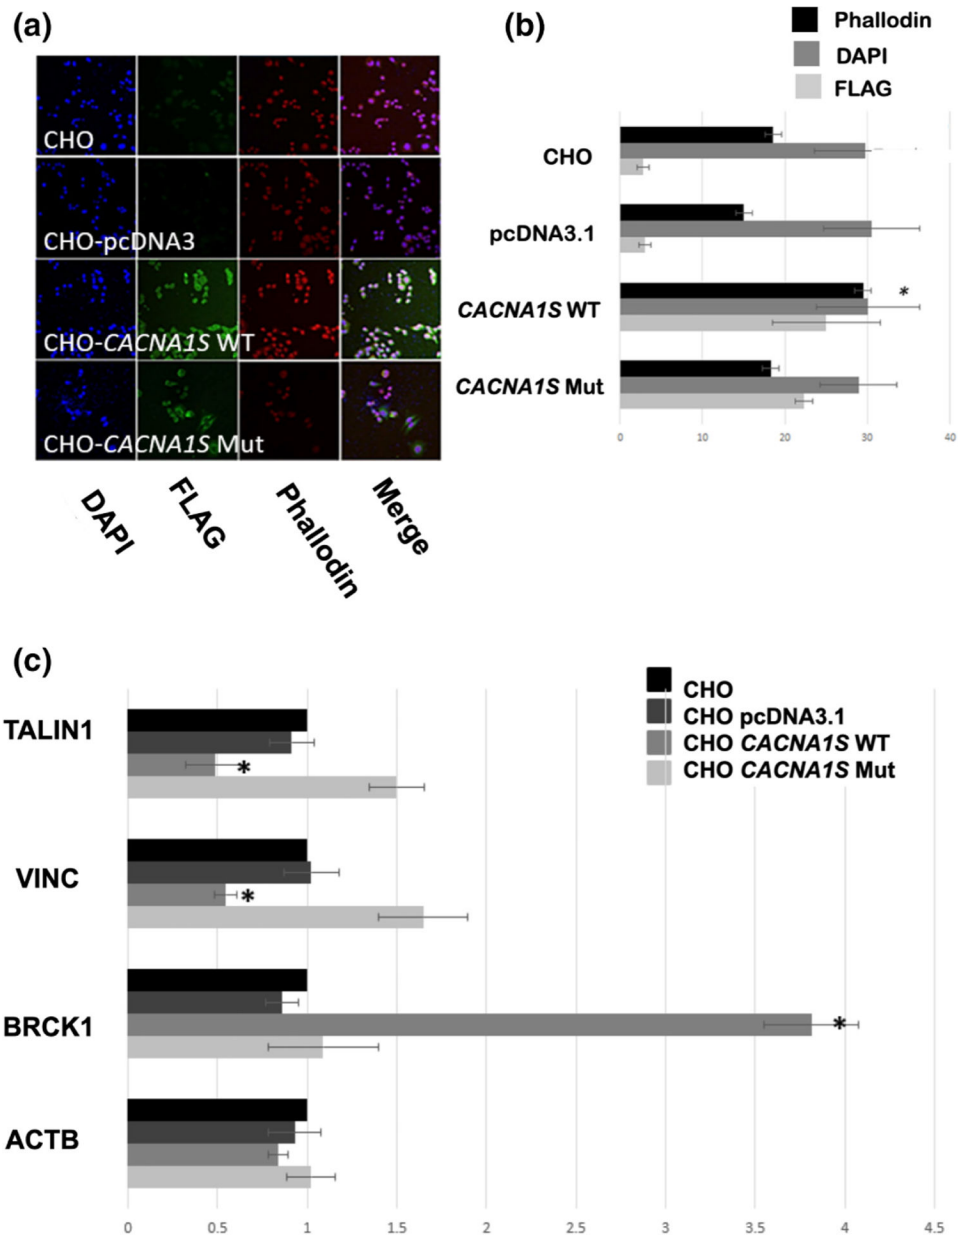 (a)
CHO
CHO-pcDNA3
CHO-CACNA1S WT
CHO-CACNA1S Mut
DAPI
FLAG
Phallodin
Merge
(b)
Phallodin
DAPI
FLAG
CHO
pcDNA3.1
CACNA1S WT
*
CACNA1S Mut
0 10 20 30 40
(c)
CHO
CHO pcDNA3.1
CHO CACNA1S WT
CHO CACNA1S Mut
TALIN1
*
VINC
*
BRCK1
*
ACTB
0 0.5 1 1.5 2 2.5 3 3.5 4 4.5